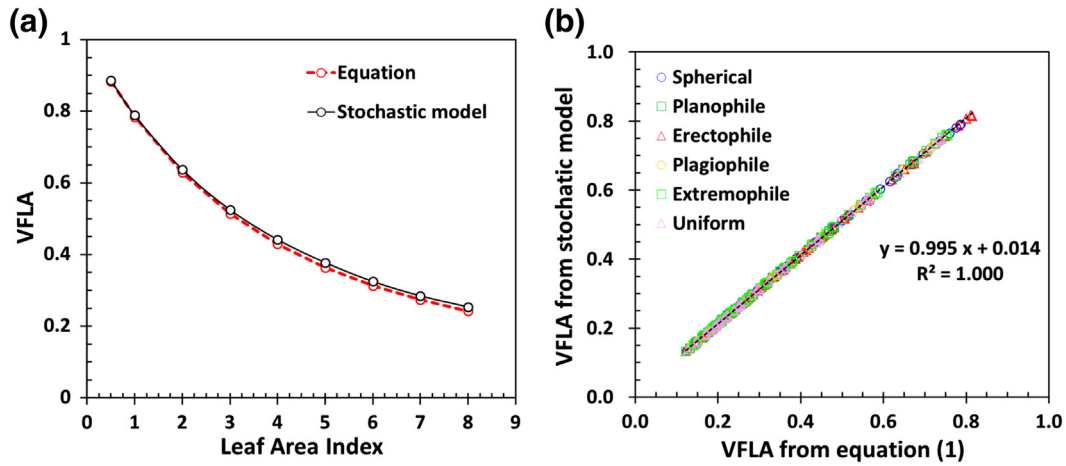 (a)
1
0.8
0.6
0.4
0.2
0
VFLA
0 1 2 3 4 5 6 7 8 9
Leaf Area Index
Equation
Stochastic model
(b)
1.0
0.8
0.6
0.4
0.2
0.0
VFLA from stochatic model
0.0 0.2 0.4 0.6 0.8 1.0
VFLA from equation (1)
Spherical
Planophile
Erectophile
Plagiophile
Extremophile
Uniform
y = 0.995 x + 0.014
R² = 1.000